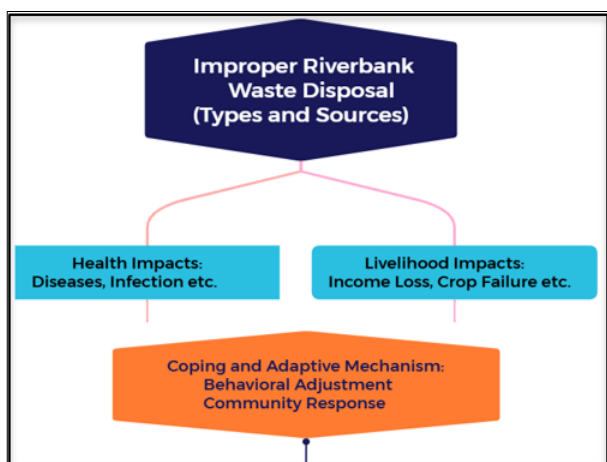 Improper Riverbank
Waste Disposal
(Types and Sources)
Health Impacts:
Diseases, Infection etc.
Livelihood Impacts:
Income Loss, Crop Failure etc.
Coping and Adaptive Mechanism:
Behavioral Adjustment
Community Response